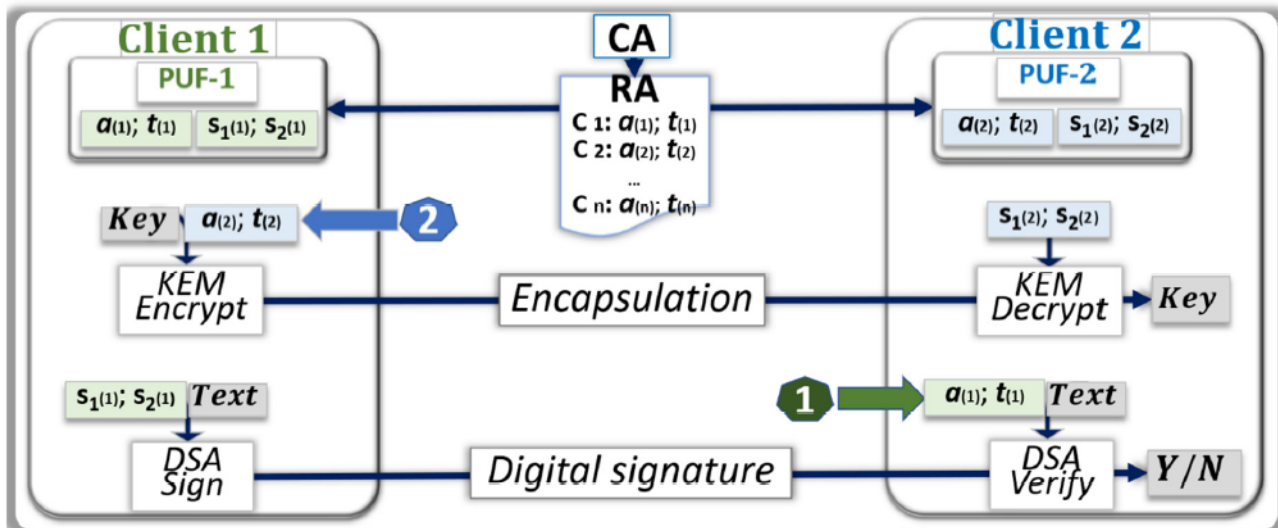 Client 1
PUF-1
a(1); t(1) s1(1); s2(1)
CA
RA
C 1: a(1); t(1)
C 2: a(2); t(2)
...
C n: a(n); t(n)
Client 2
PUF-2
a(2); t(2) s1(2); s2(2)
Key a(2); t(2)
2
s1(2); s2(2)
KEM
Encrypt
Encapsulation
KEM
Decrypt
Key
s1(1); s2(1) Text
1
a(1); t(1) Text
DSA
Sign
Digital signature
DSA
Verify
Y/N